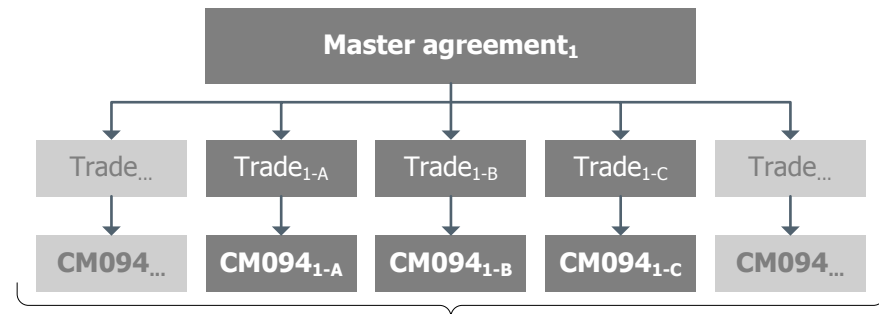 Master agreement₁
Trade... Trade₁₋A Trade₁₋B Trade₁₋C Trade...
CM094... CM094₁₋A CM094₁₋B CM094₁₋C CM094...